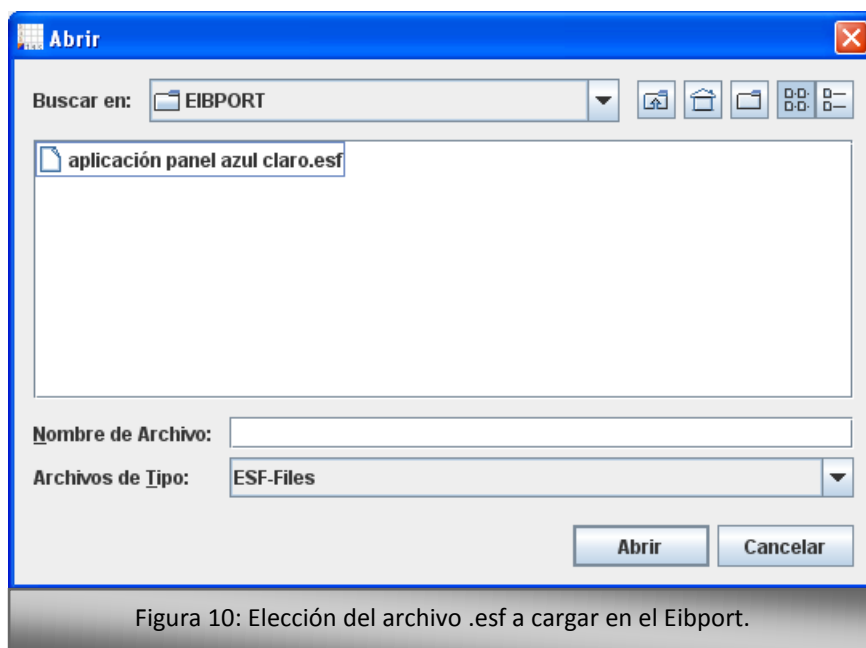 Abrir
Buscar en: EIBPORT
aplicación panel azul claro.esf
Nombre de Archivo:
Archivos de Tipo: ESF-Files
Abrir Cancelar
Figura 10: Elección del archivo .esf a cargar en el Eibport.